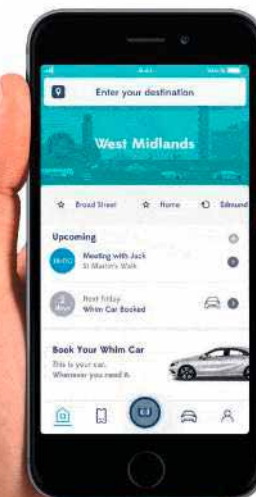 Enter your destination
West Midlands
Broad Street
Home
Edmund
Upcoming
Meeting with Jack
St Martin's Walk
days
Next Friday
Whim Car Booked
Book Your Whim Car
This is your car.
Whenever you need it.